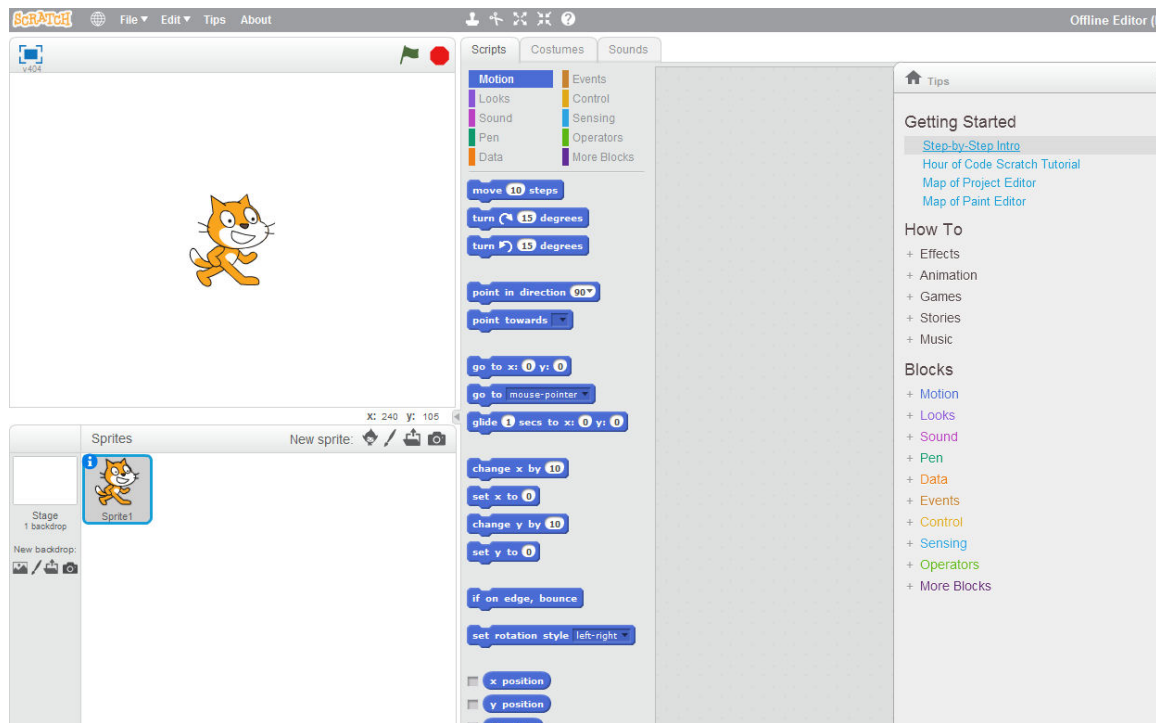 SCRATCH File Edit Tips About Offline Editor (
v404
x: 240 y: 105
Sprites New sprite:
Stage
1 backdrop
New backdrop:
Sprite1
Scripts Costumes Sounds
Motion Events
Looks Control
Sound Sensing
Pen Operators
Data More Blocks
move 10 steps
turn 15 degrees
turn 15 degrees
point in direction 90
point towards
go to x: 0 y: 0
go to mouse-pointer
glide 1 secs to x: 0 y: 0
change x by 10
set x to 0
change y by 10
set y to 0
if on edge, bounce
set rotation style left-right
x position
y position
Tips
Getting Started
Step-by-Step Intro
Hour of Code Scratch Tutorial
Map of Project Editor
Map of Paint Editor
How To
+ Effects
+ Animation
+ Games
+ Stories
+ Music
Blocks
+ Motion
+ Looks
+ Sound
+ Pen
+ Data
+ Events
+ Control
+ Sensing
+ Operators
+ More Blocks